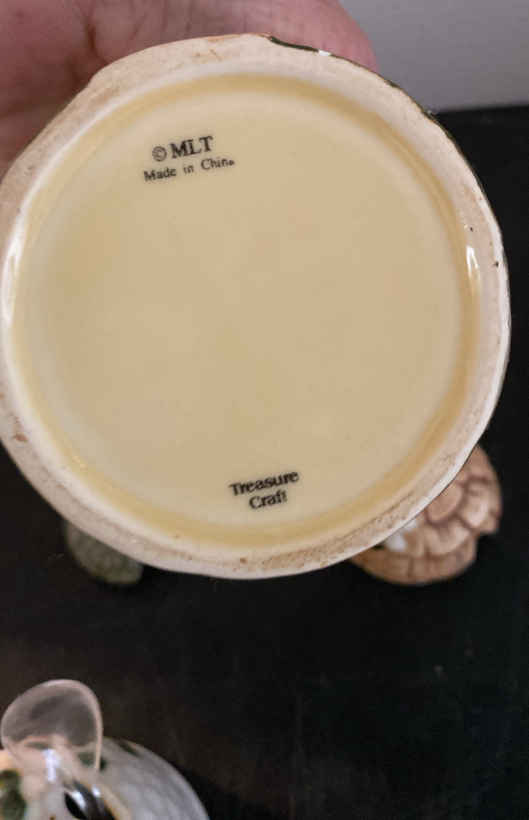 © MLT
Made in China
Treasure
Craft